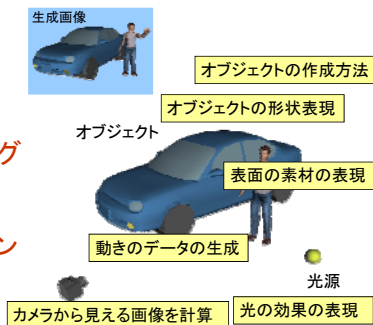 生成画像
オブジェクトの作成方法
オブジェクトの形状表現
オブジェクト
グ
表面の素材の表現
動きのデータの生成
ン
光源
カメラから見える画像を計算
光の効果の表現